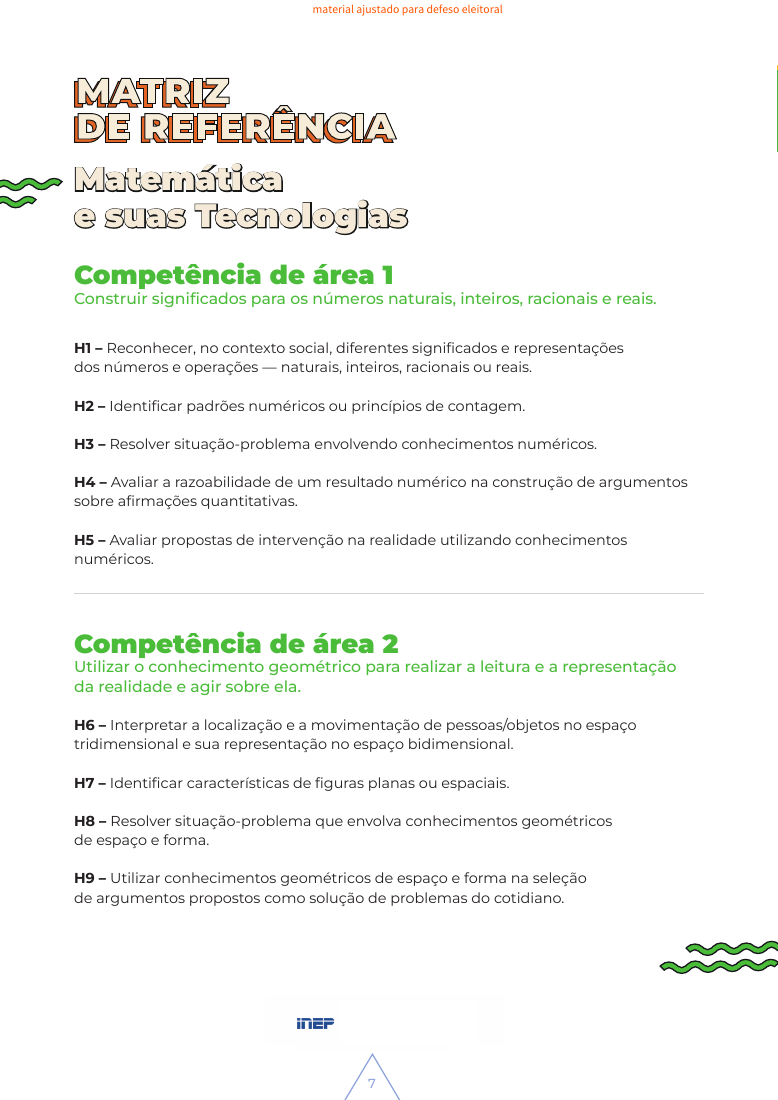 material ajustado para defeso eleitoral
MATRIZ
DE REFERÊNCIA
Matemática
e suas Tecnologias
Competência de área 1
Construir significados para os números naturais, inteiros, racionais e reais.
H1 – Reconhecer, no contexto social, diferentes significados e representações
dos números e operações — naturais, inteiros, racionais ou reais.
H2 – Identificar padrões numéricos ou princípios de contagem.
H3 – Resolver situação-problema envolvendo conhecimentos numéricos.
H4 – Avaliar a razoabilidade de um resultado numérico na construção de argumentos
sobre afirmações quantitativas.
H5 – Avaliar propostas de intervenção na realidade utilizando conhecimentos
numéricos.
Competência de área 2
Utilizar o conhecimento geométrico para realizar a leitura e a representação
da realidade e agir sobre ela.
H6 – Interpretar a localização e a movimentação de pessoas/objetos no espaço
tridimensional e sua representação no espaço bidimensional.
H7 – Identificar características de figuras planas ou espaciais.
H8 – Resolver situação-problema que envolva conhecimentos geométricos
de espaço e forma.
H9 – Utilizar conhecimentos geométricos de espaço e forma na seleção
de argumentos propostos como solução de problemas do cotidiano.
INEP
7